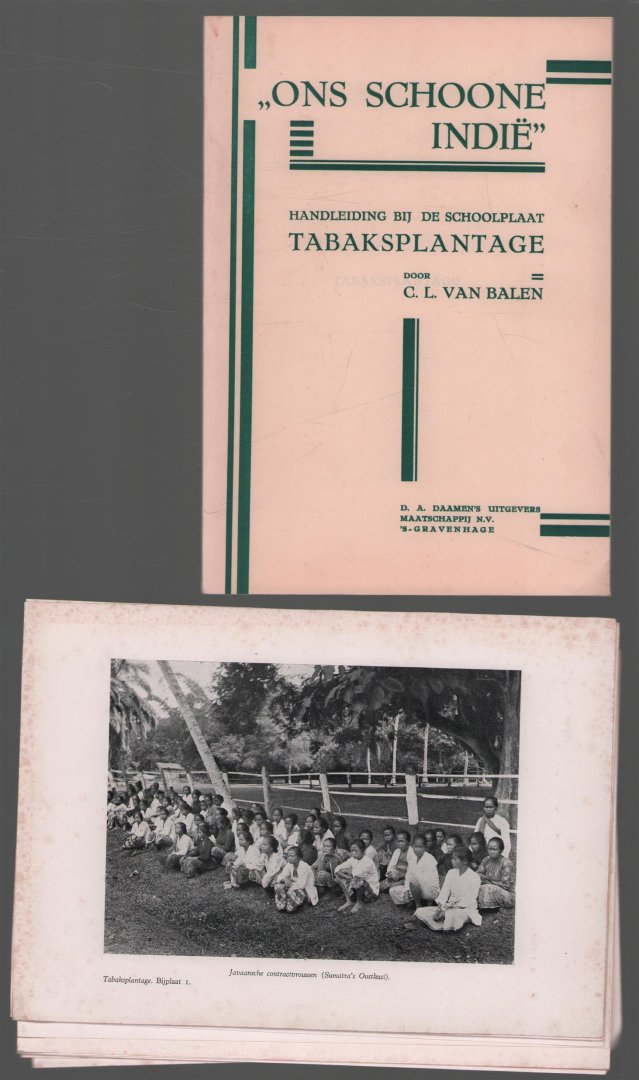 „ONS SCHOONE
INDIË”
HANDLEIDING BIJ DE SCHOOLPLAAT
TABAKSPLANTAGE
DOOR
C. L. VAN BALEN
D. A. DAAMEN'S UITGEVERS
MAATSCHAPPIJ N.V.
'S-GRAVENHAGE
Javaansche contractvrouwen (Sumatra's Oostkust).
Tabaksplantage. Bijplaat 1.